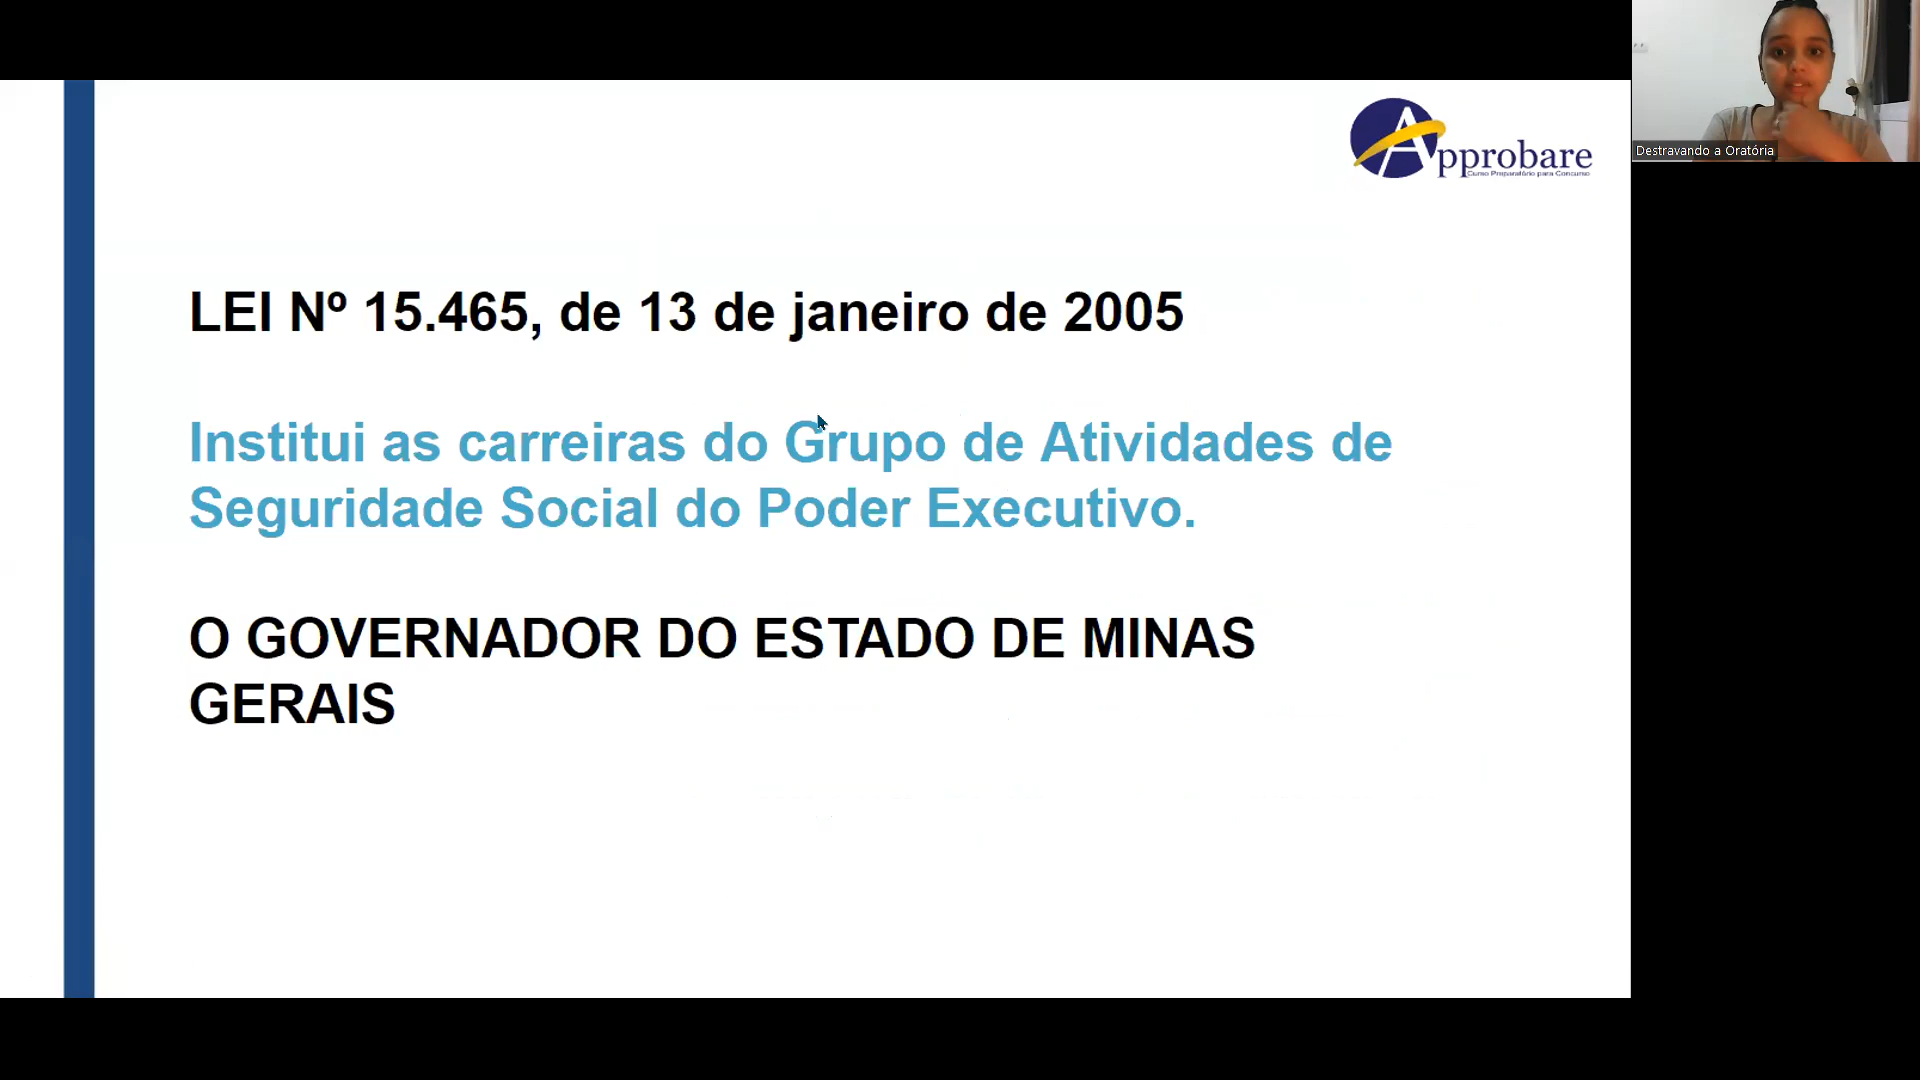 Approbare
Curso Preparatório para Concurso
Destravando a Oratória
LEI Nº 15.465, de 13 de janeiro de 2005
Institui as carreiras do Grupo de Atividades de
Seguridade Social do Poder Executivo.
O GOVERNADOR DO ESTADO DE MINAS
GERAIS